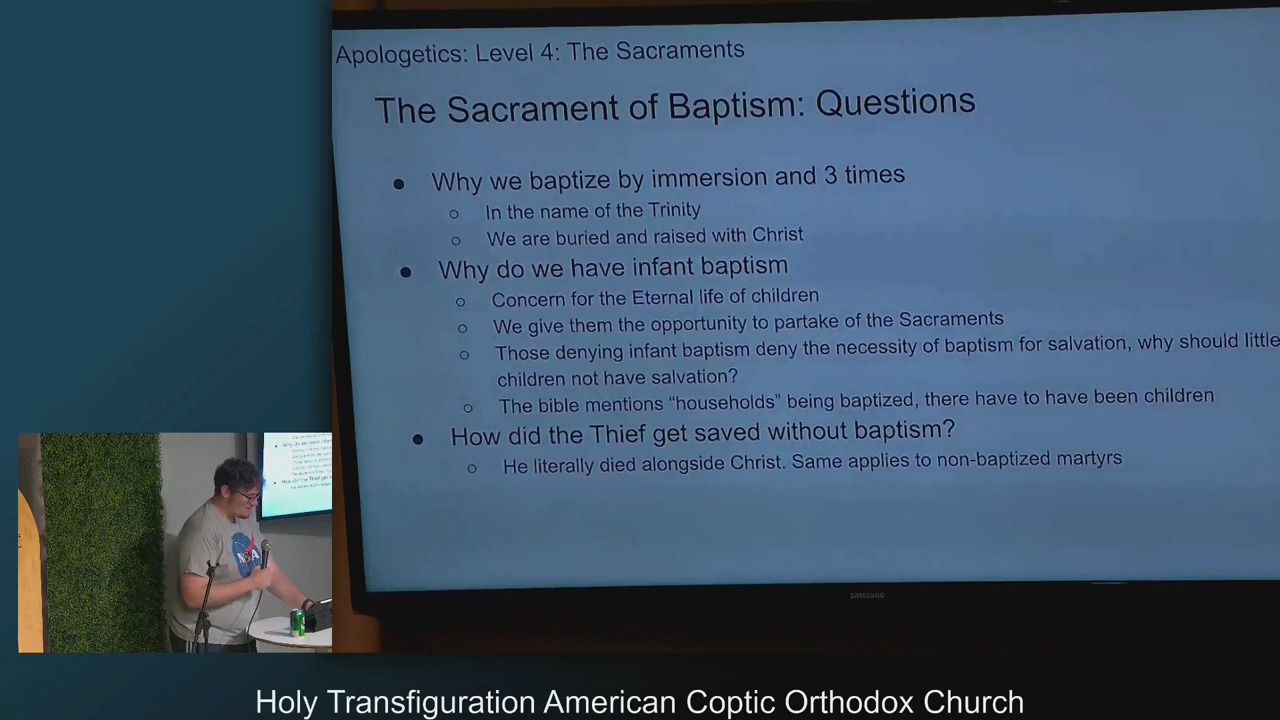 Apologetics: Level 4: The Sacraments
The Sacrament of Baptism: Questions
● Why we baptize by immersion and 3 times
○ In the name of the Trinity
○ We are buried and raised with Christ
● Why do we have infant baptism
○ Concern for the Eternal life of children
○ We give them the opportunity to partake of the Sacraments
○ Those denying infant baptism deny the necessity of baptism for salvation, why should little
children not have salvation?
○ The bible mentions “households” being baptized, there have to have been children
● How did the Thief get saved without baptism?
○ He literally died alongside Christ. Same applies to non-baptized martyrs
SAMSUNG
NASA
Holy Transfiguration American Coptic Orthodox Church